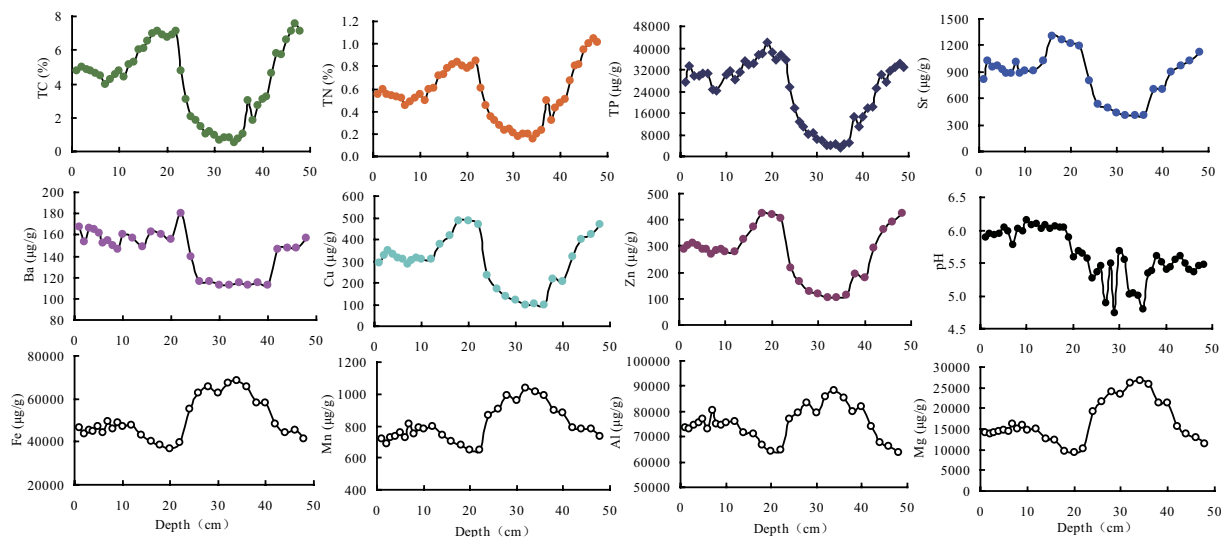 TC (%)
8
6
4
2
0
0 10 20 30 40 50
TN (%)
1.2
1.0
0.8
0.6
0.4
0.2
0.0
0 10 20 30 40 50
TP (μg/g)
48000
40000
32000
24000
16000
8000
0
0 10 20 30 40 50
Sr (μg/g)
1500
1200
900
600
300
0
0 10 20 30 40 50
Ba (μg/g)
200
180
160
140
120
100
80
0 10 20 30 40 50
Cu (μg/g)
600
500
400
300
200
100
0
0 10 20 30 40 50
Zn (μg/g)
500
400
300
200
100
0
0 10 20 30 40 50
pH
6.5
6.0
5.5
5.0
4.5
0 10 20 30 40 50
Fe (μg/g)
80000
60000
40000
20000
0 10 20 30 40 50
Depth (cm)
Mn (μg/g)
1200
1000
800
600
400
0 10 20 30 40 50
Depth (cm)
Al (μg/g)
100000
90000
80000
70000
60000
50000
0 10 20 30 40 50
Depth (cm)
Mg (μg/g)
30000
25000
20000
15000
10000
5000
0
0 10 20 30 40 50
Depth (cm)